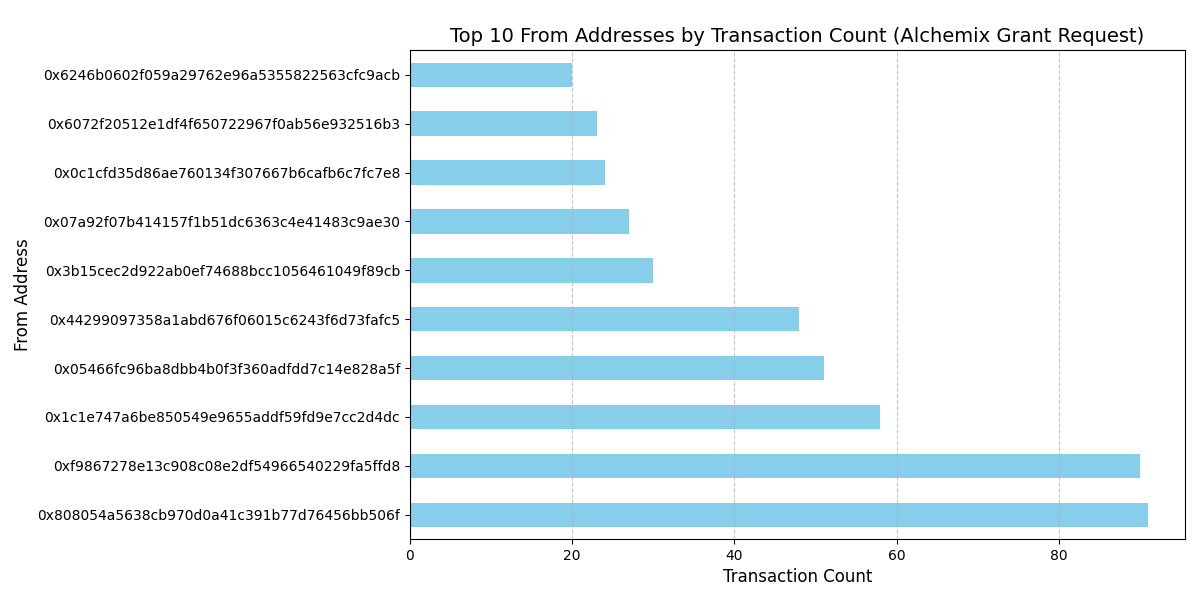 Top 10 From Addresses by Transaction Count (Alchemix Grant Request)
From Address
0x6246b0602f059a29762e96a5355822563cfc9acb
0x6072f20512e1df4f650722967f0ab56e932516b3
0x0c1cfd35d86ae760134f307667b6cafb6c7fc7e8
0x07a92f07b414157f1b51dc6363c4e41483c9ae30
0x3b15cec2d922ab0ef74688bcc1056461049f89cb
0x44299097358a1abd676f06015c6243f6d73fafc5
0x05466fc96ba8dbb4b0f3f360adfdd7c14e828a5f
0x1c1e747a6be850549e9655addf59fd9e7cc2d4dc
0xf9867278e13c908c08e2df54966540229fa5ffd8
0x808054a5638cb970d0a41c391b77d76456bb506f
0 20 40 60 80
Transaction Count